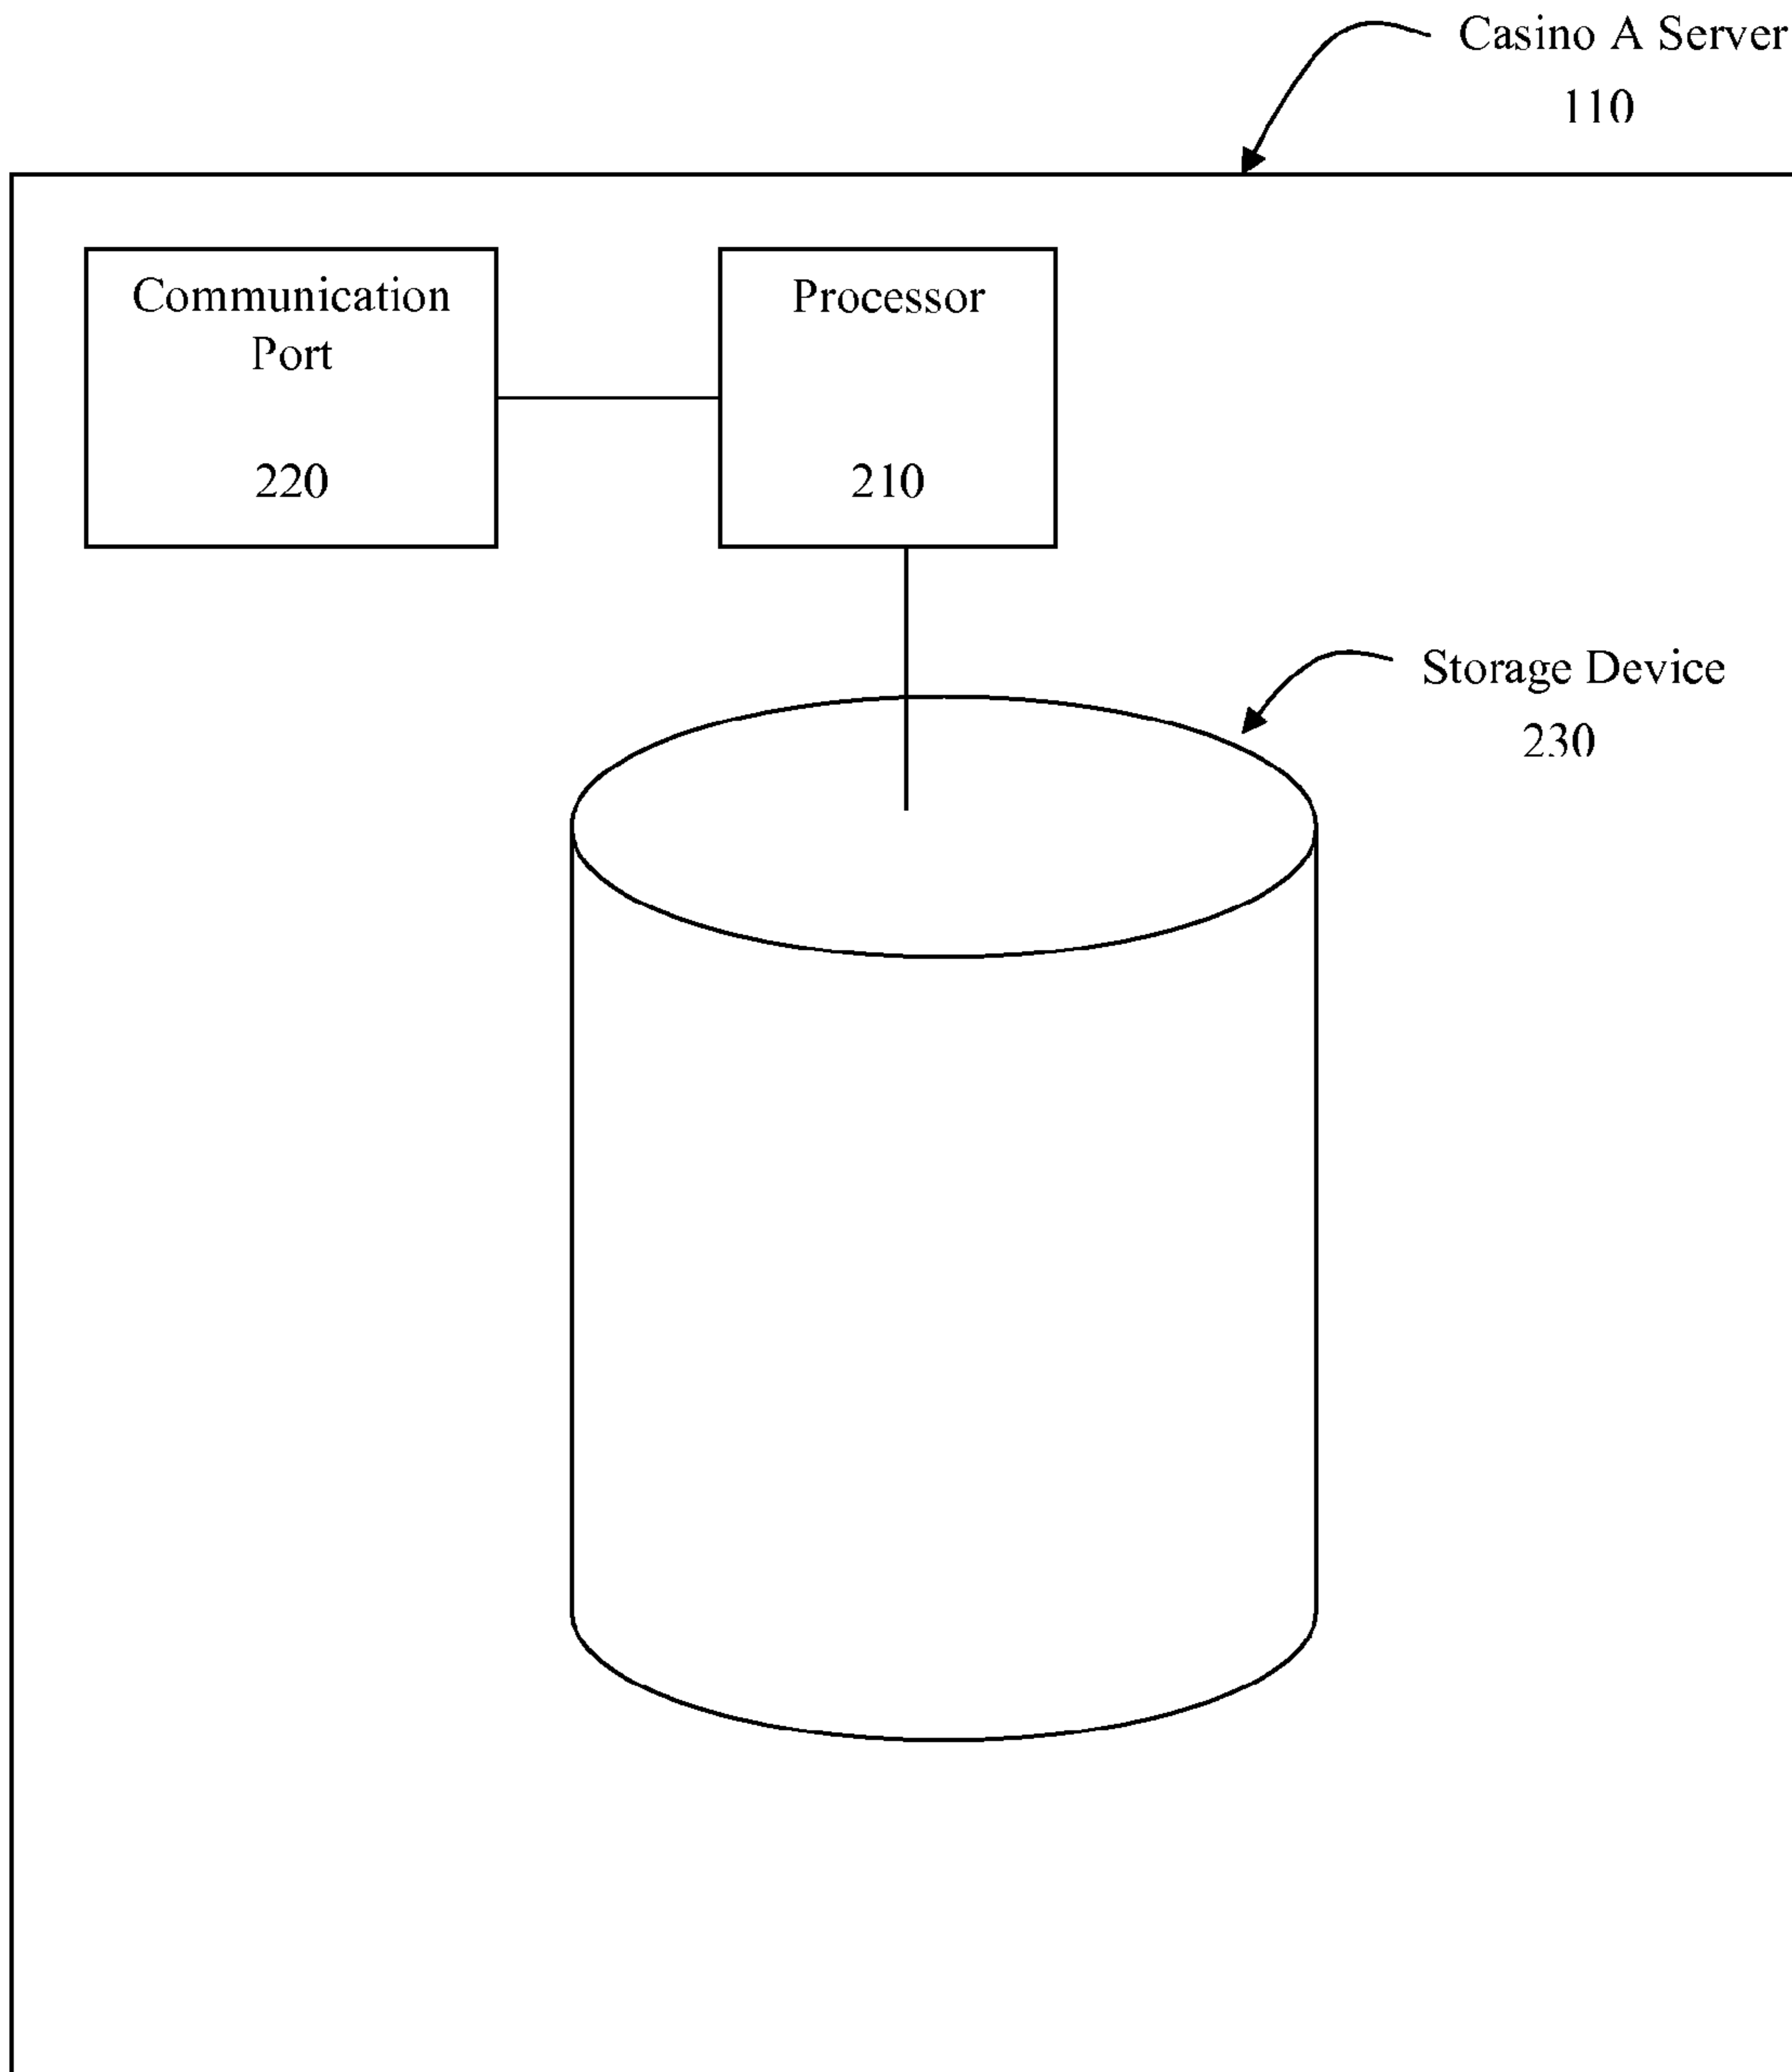 Casino A Server
110
Communication
Port
220
Processor
210
Storage Device
230